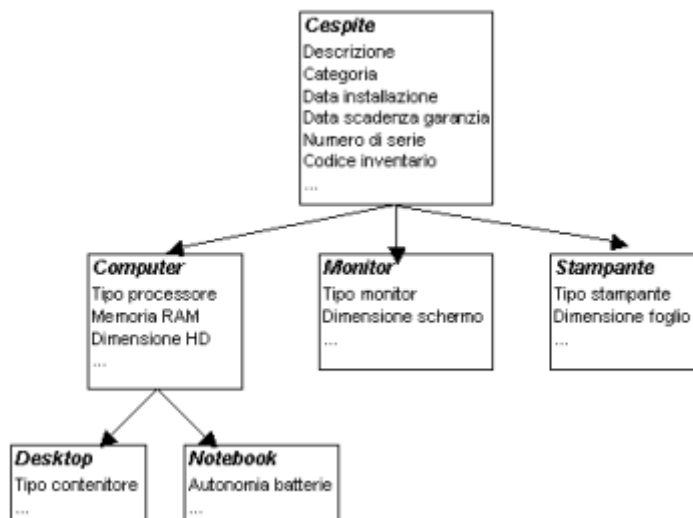 Cespite
Descrizione
Categoria
Data installazione
Data scadenza garanzia
Numero di serie
Codice inventario
...
Computer
Tipo processore
Memoria RAM
Dimensione HD
...
Monitor
Tipo monitor
Dimensione schermo
...
Stampante
Tipo stampante
Dimensione foglio
...
Desktop
Tipo contenitore
...
Notebook
Autonomia batterie
...